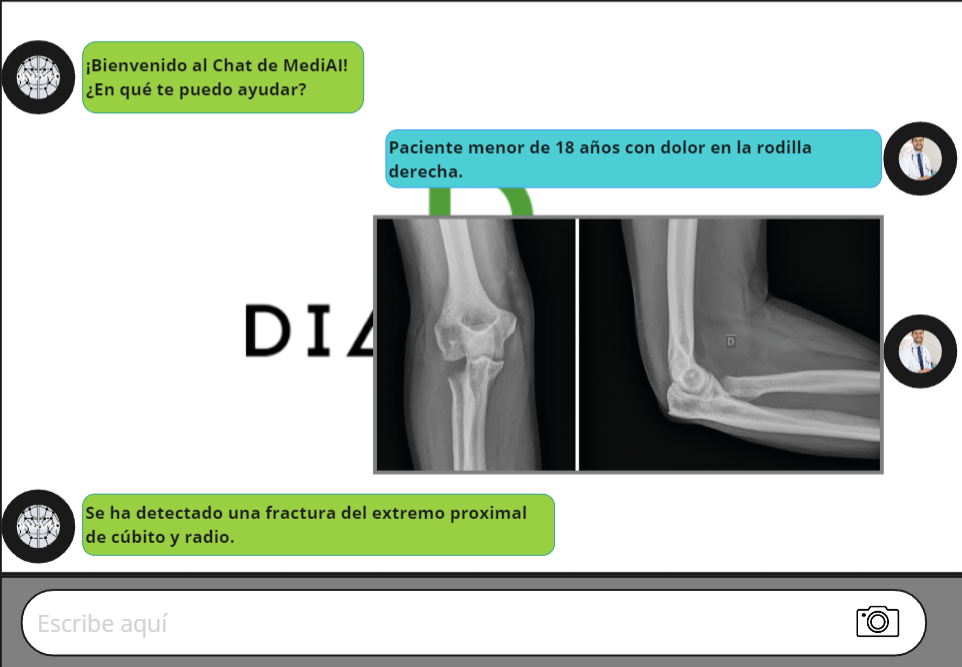 ¡Bienvenido al Chat de MediAI!
¿En qué te puedo ayudar?
Paciente menor de 18 años con dolor en la rodilla
derecha.
D
DI
Se ha detectado una fractura del extremo proximal
de cúbito y radio.
Escribe aquí